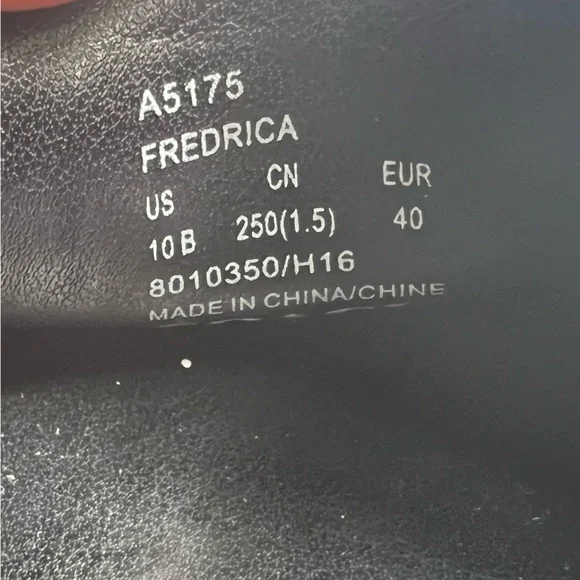 A5175
FREDRICA
US CN EUR
10 B 250(1.5) 40
8010350/H16
MADE IN CHINA/CHINE